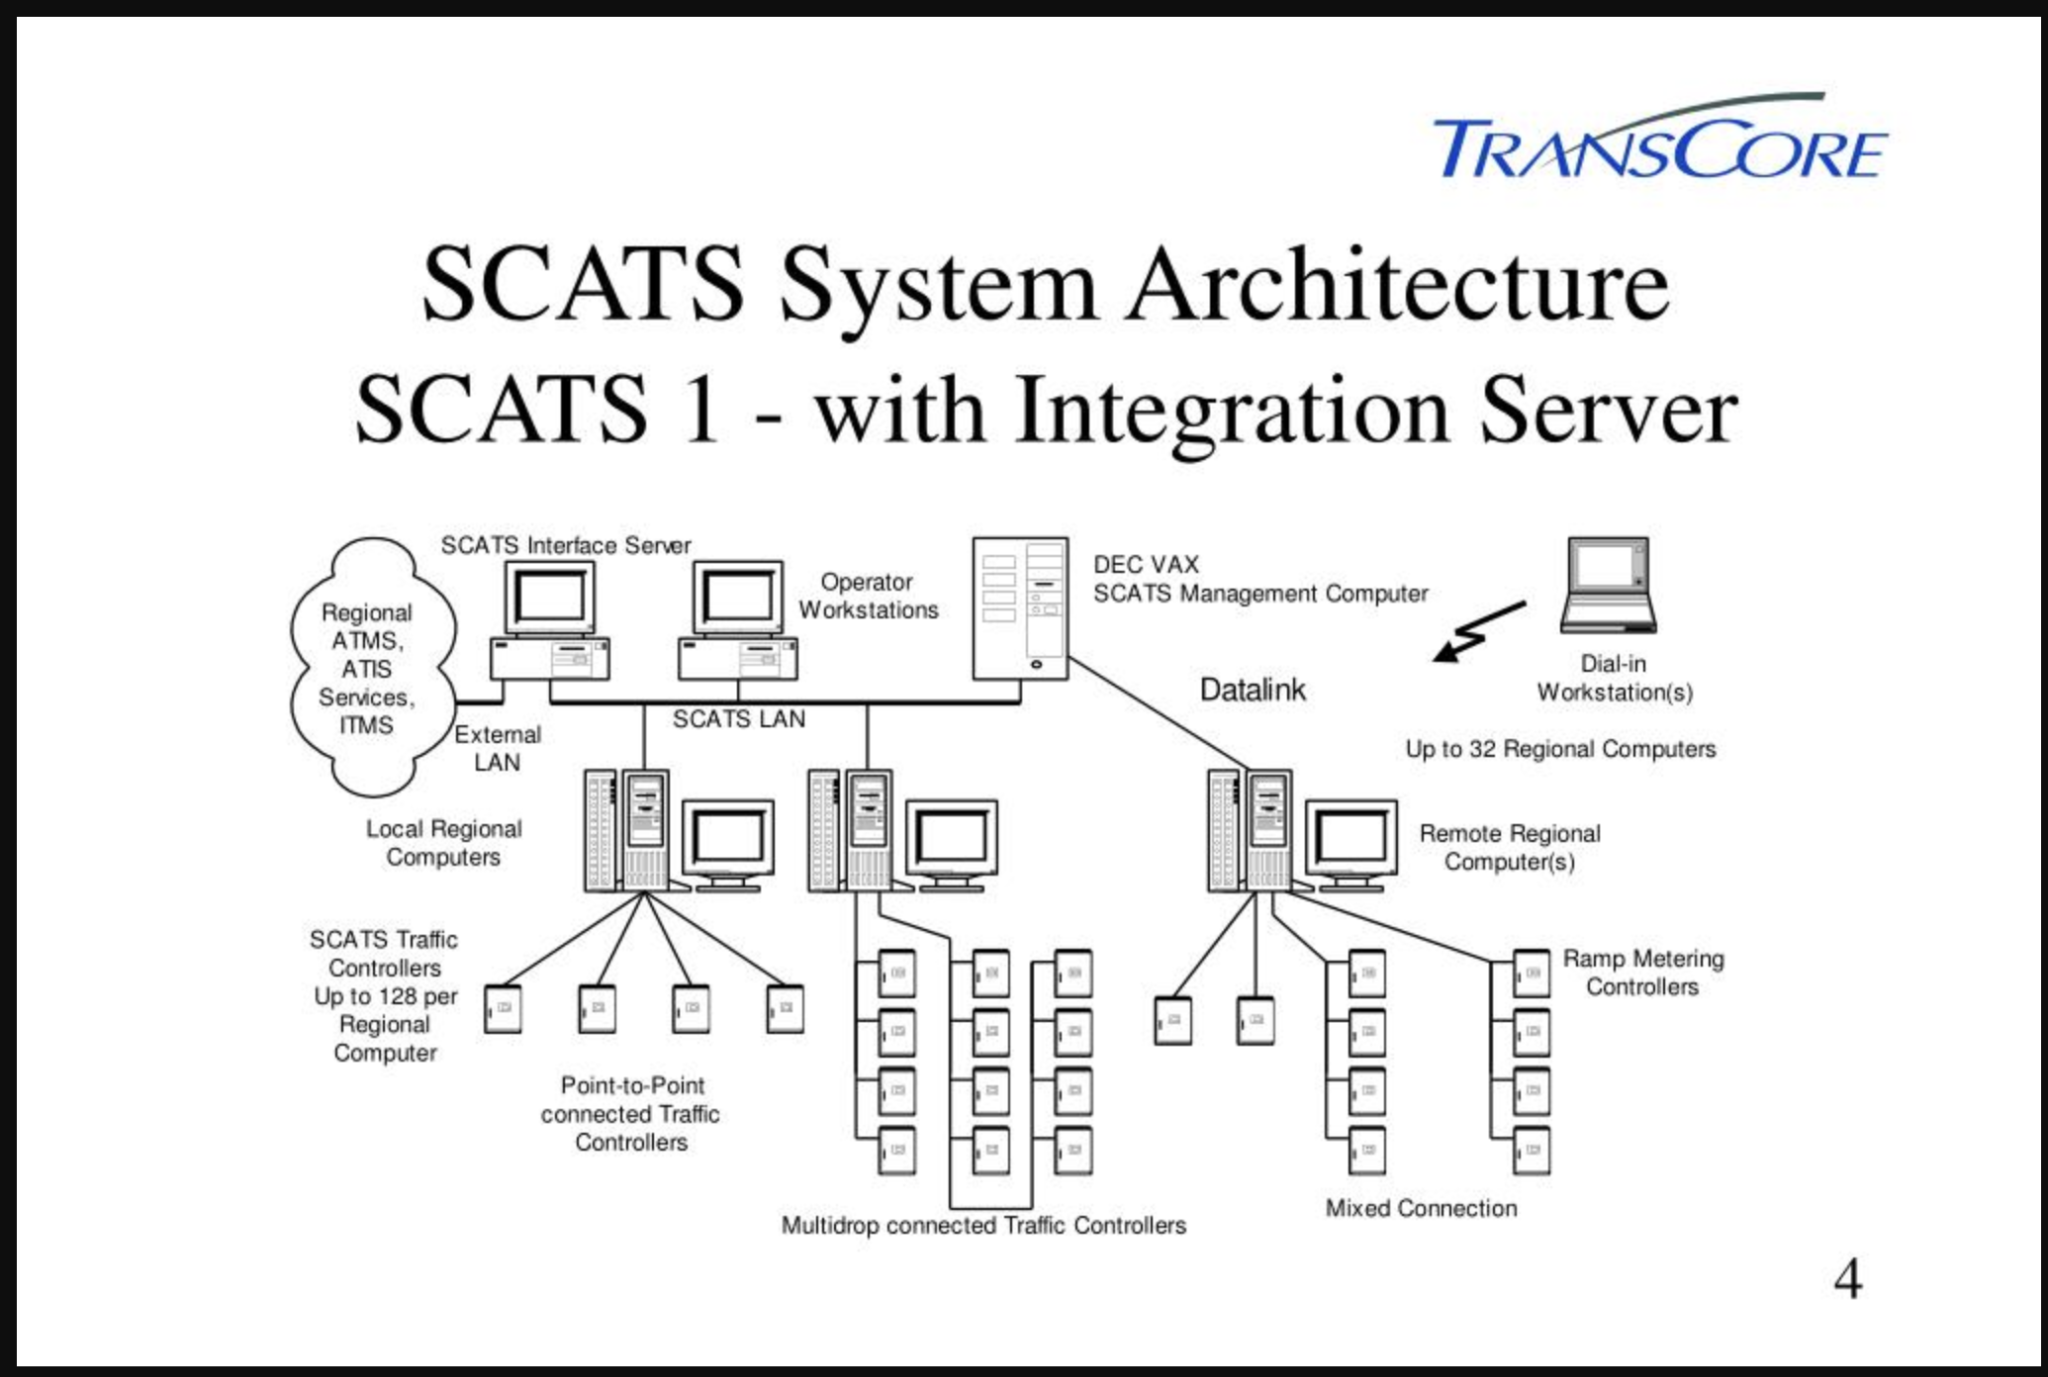 TRANSCORE
SCATS System Architecture
SCATS 1 - with Integration Server
SCATS Interface Server
Operator
Workstations
DEC VAX
SCATS Management Computer
Regional
ATMS,
ATIS
Services,
ITMS
External
LAN
SCATS LAN
Datalink
Dial-in
Workstation(s)
Up to 32 Regional Computers
Local Regional
Computers
Remote Regional
Computer(s)
SCATS Traffic
Controllers
Up to 128 per
Regional
Computer
Ramp Metering
Controllers
Point-to-Point
connected Traffic
Controllers
Multidrop connected Traffic Controllers
Mixed Connection
4